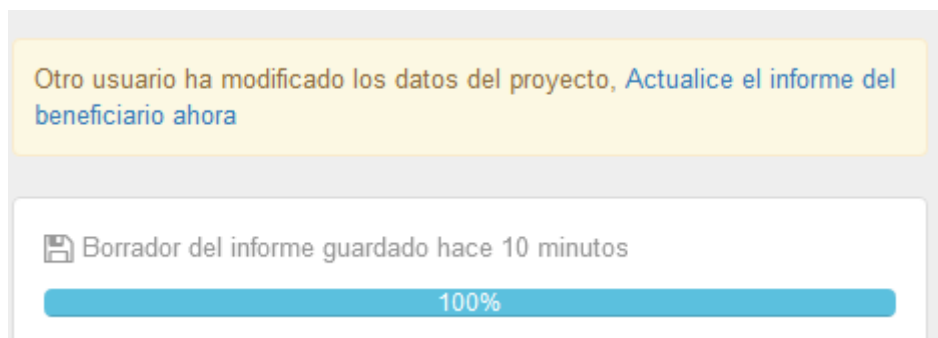 Otro usuario ha modificado los datos del proyecto, Actualice el informe del
beneficiario ahora
Borrador del informe guardado hace 10 minutos
100%